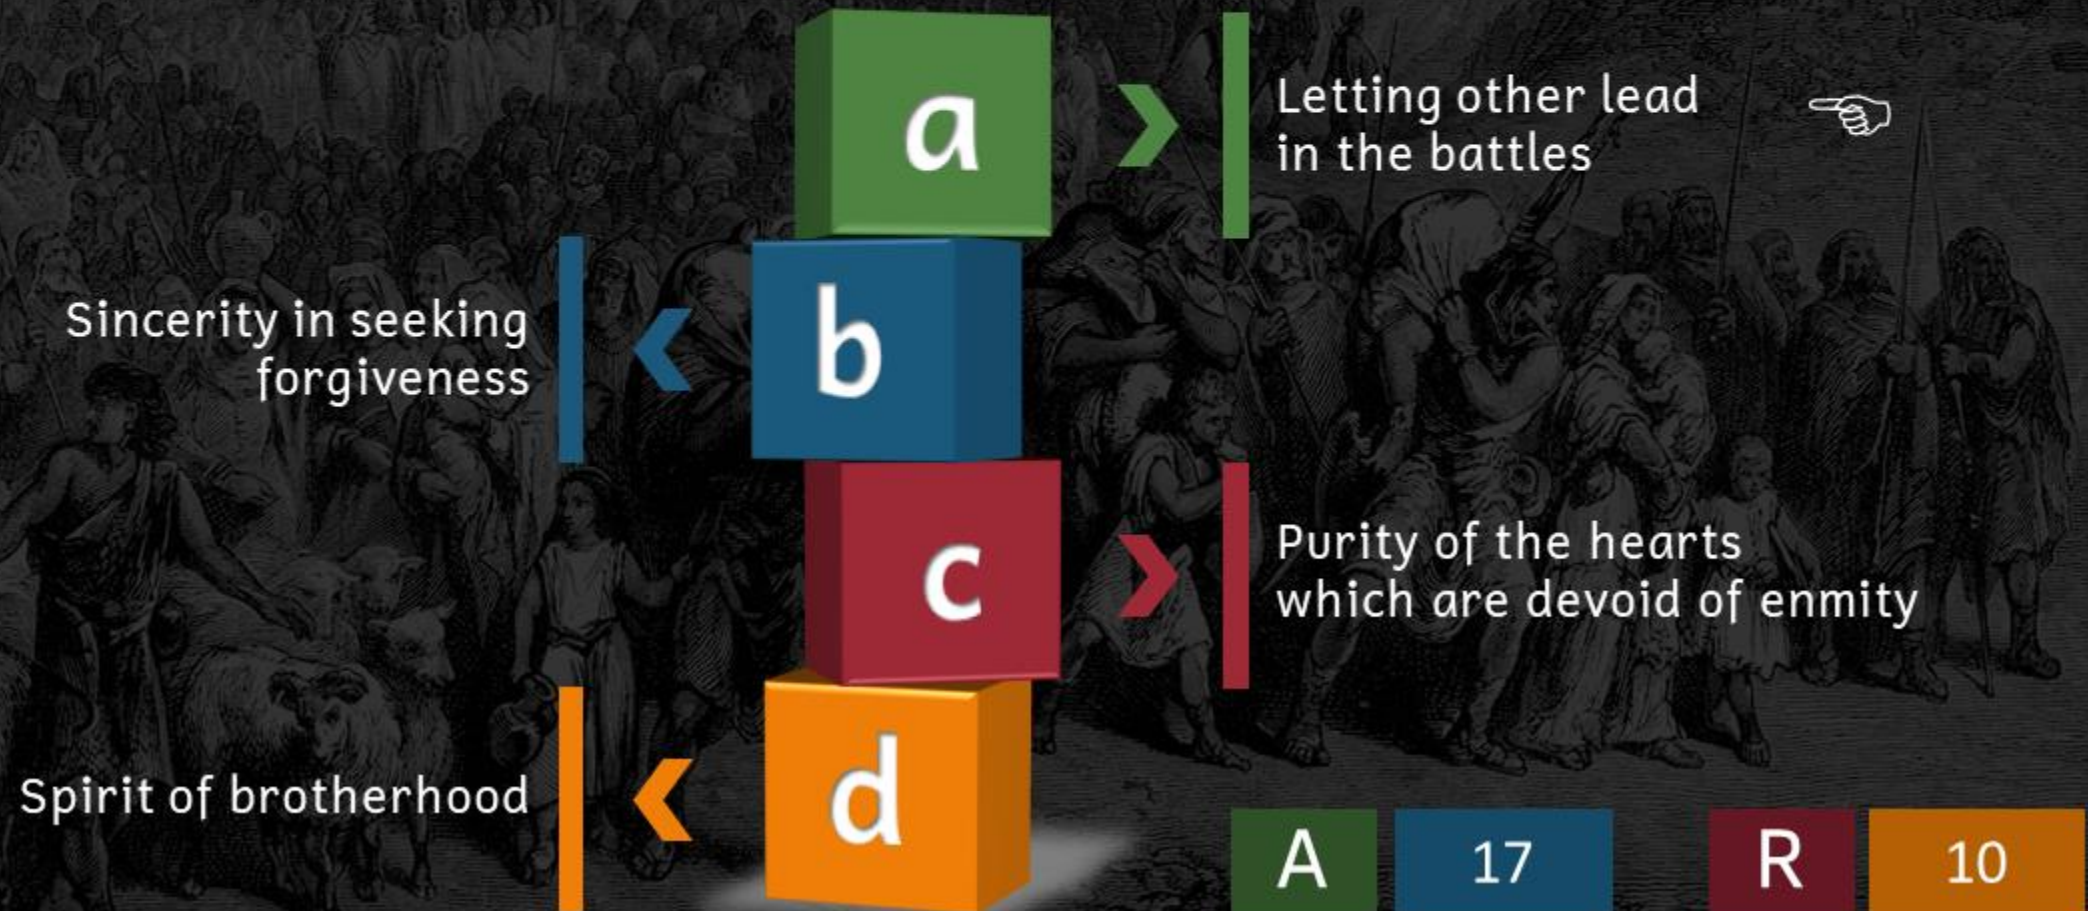 a
Letting other lead
in the battles
b
Sincerity in seeking
forgiveness
c
Purity of the hearts
which are devoid of enmity
d
Spirit of brotherhood
A 17 R 10